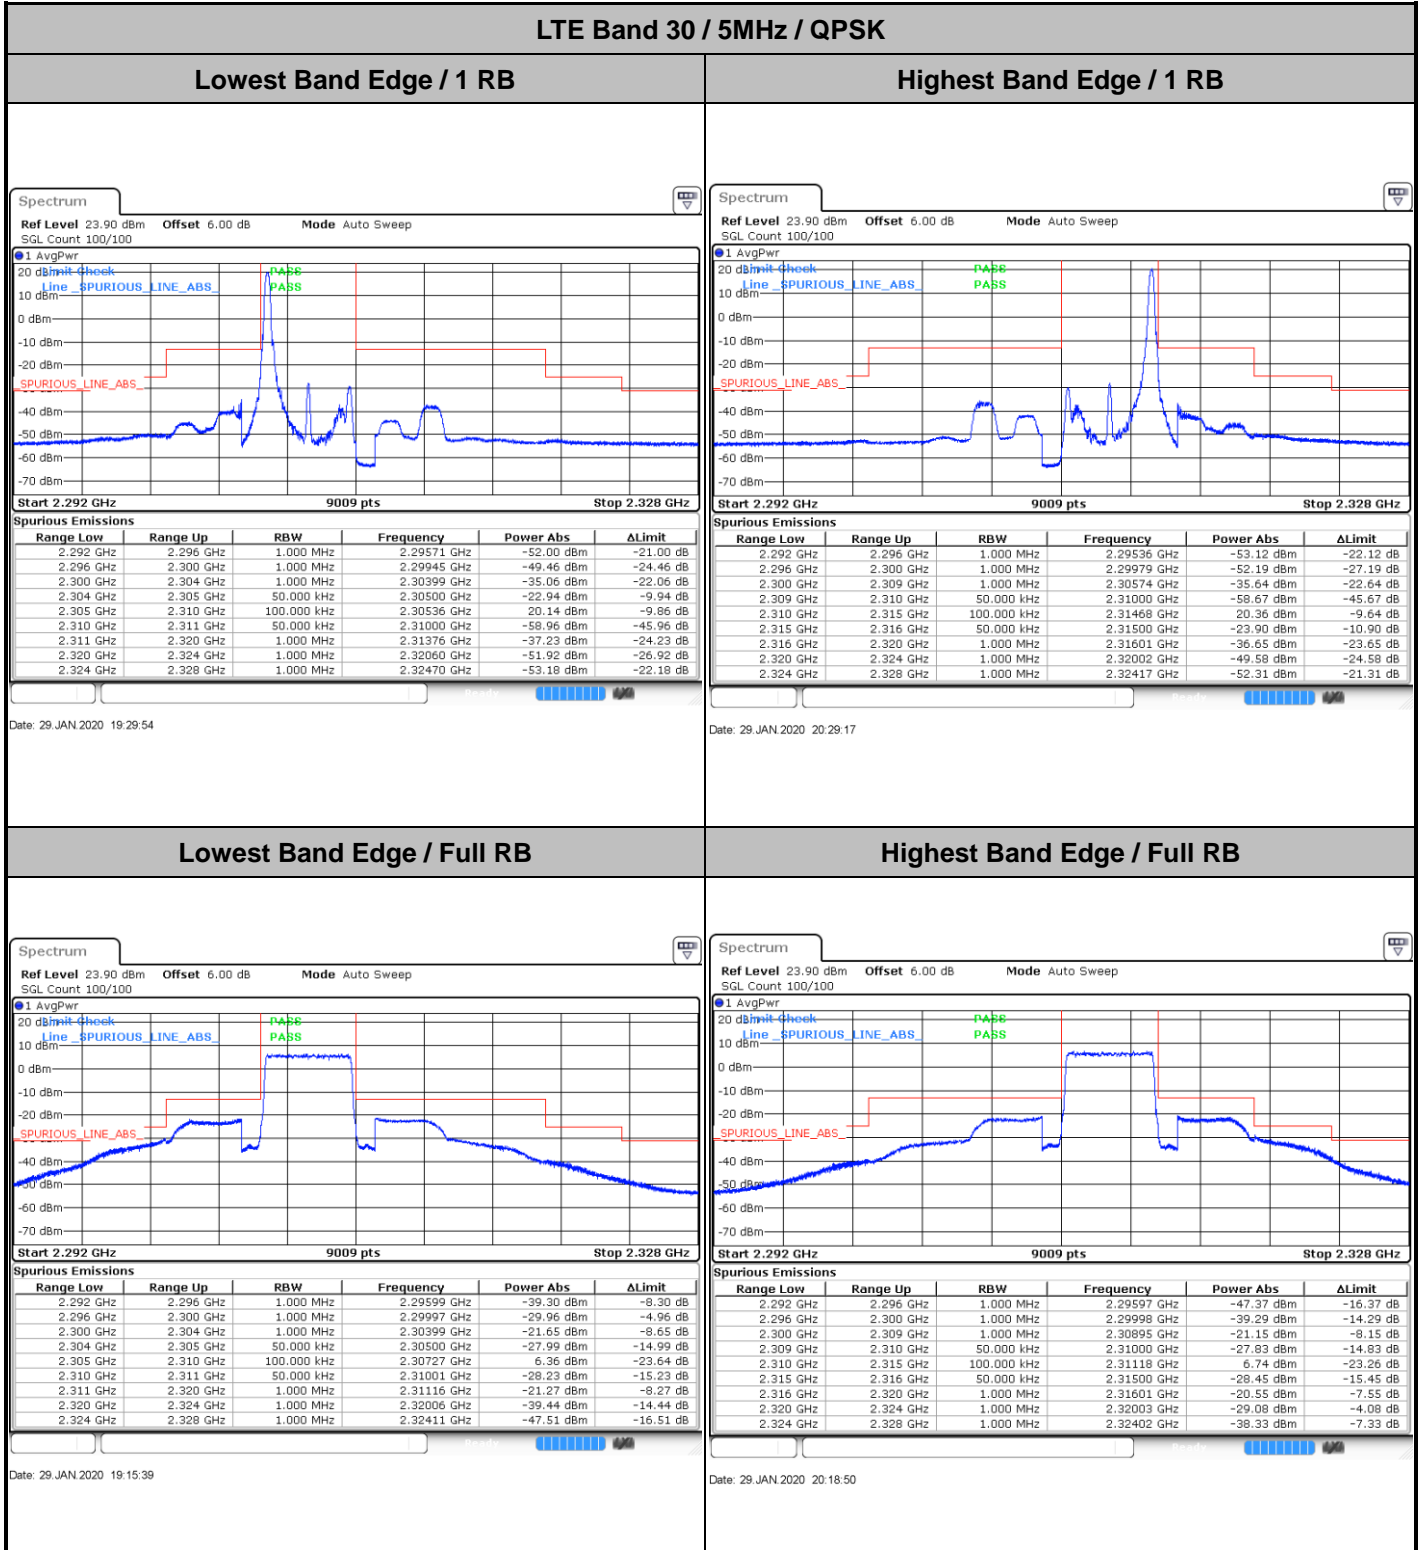 LTE Band 30 / 5MHz / QPSK
Lowest Band Edge / 1 RB
Highest Band Edge / 1 RB
Spectrum
Ref Level 23.90 dBm Offset 6.00 dB Mode Auto Sweep
SGL Count 100/100
1 AvgPwr
20 dBm Limit Check PASS
Line _SPURIOUS_LINE_ABS_ PASS
10 dBm
0 dBm
-10 dBm
-20 dBm
_SPURIOUS_LINE_ABS_
-40 dBm
-50 dBm
-60 dBm
-70 dBm
Start 2.292 GHz 9009 pts Stop 2.328 GHz
Spurious Emissions
Range Low Range Up RBW Frequency Power Abs ΔLimit
2.292 GHz 2.296 GHz 1.000 MHz 2.29571 GHz -52.00 dBm -21.00 dB
2.296 GHz 2.300 GHz 1.000 MHz 2.29945 GHz -49.46 dBm -24.46 dB
2.300 GHz 2.304 GHz 1.000 MHz 2.30399 GHz -35.06 dBm -22.06 dB
2.304 GHz 2.305 GHz 50.000 kHz 2.30500 GHz -22.94 dBm -9.94 dB
2.305 GHz 2.310 GHz 100.000 kHz 2.30536 GHz 20.14 dBm -9.86 dB
2.310 GHz 2.311 GHz 50.000 kHz 2.31000 GHz -58.96 dBm -45.96 dB
2.311 GHz 2.320 GHz 1.000 MHz 2.31376 GHz -37.23 dBm -24.23 dB
2.320 GHz 2.324 GHz 1.000 MHz 2.32060 GHz -51.92 dBm -26.92 dB
2.324 GHz 2.328 GHz 1.000 MHz 2.32470 GHz -53.18 dBm -22.18 dB
Date: 29.JAN.2020 19:29:54
Spectrum
Ref Level 23.90 dBm Offset 6.00 dB Mode Auto Sweep
SGL Count 100/100
1 AvgPwr
20 dBm Limit Check PASS
Line _SPURIOUS_LINE_ABS_ PASS
10 dBm
0 dBm
-10 dBm
-20 dBm
_SPURIOUS_LINE_ABS_
-40 dBm
-50 dBm
-60 dBm
-70 dBm
Start 2.292 GHz 9009 pts Stop 2.328 GHz
Spurious Emissions
Range Low Range Up RBW Frequency Power Abs ΔLimit
2.292 GHz 2.296 GHz 1.000 MHz 2.29536 GHz -53.12 dBm -22.12 dB
2.296 GHz 2.300 GHz 1.000 MHz 2.29979 GHz -52.19 dBm -27.19 dB
2.300 GHz 2.309 GHz 1.000 MHz 2.30574 GHz -35.64 dBm -22.64 dB
2.309 GHz 2.310 GHz 50.000 kHz 2.31000 GHz -58.67 dBm -45.67 dB
2.310 GHz 2.315 GHz 100.000 kHz 2.31468 GHz 20.36 dBm -9.64 dB
2.315 GHz 2.316 GHz 50.000 kHz 2.31500 GHz -23.90 dBm -10.90 dB
2.316 GHz 2.320 GHz 1.000 MHz 2.31601 GHz -36.65 dBm -23.65 dB
2.320 GHz 2.324 GHz 1.000 MHz 2.32002 GHz -49.58 dBm -24.58 dB
2.324 GHz 2.328 GHz 1.000 MHz 2.32417 GHz -52.31 dBm -21.31 dB
Date: 29.JAN.2020 20:29:17
Lowest Band Edge / Full RB
Highest Band Edge / Full RB
Spectrum
Ref Level 23.90 dBm Offset 6.00 dB Mode Auto Sweep
SGL Count 100/100
1 AvgPwr
20 dBm Limit Check PASS
Line _SPURIOUS_LINE_ABS_ PASS
10 dBm
0 dBm
-10 dBm
-20 dBm
_SPURIOUS_LINE_ABS_
-40 dBm
-50 dBm
-60 dBm
-70 dBm
Start 2.292 GHz 9009 pts Stop 2.328 GHz
Spurious Emissions
Range Low Range Up RBW Frequency Power Abs ΔLimit
2.292 GHz 2.296 GHz 1.000 MHz 2.29599 GHz -39.30 dBm -8.30 dB
2.296 GHz 2.300 GHz 1.000 MHz 2.29997 GHz -29.96 dBm -4.96 dB
2.300 GHz 2.304 GHz 1.000 MHz 2.30399 GHz -21.65 dBm -8.65 dB
2.304 GHz 2.305 GHz 50.000 kHz 2.30500 GHz -27.99 dBm -14.99 dB
2.305 GHz 2.310 GHz 100.000 kHz 2.30727 GHz 6.36 dBm -23.64 dB
2.310 GHz 2.311 GHz 50.000 kHz 2.31001 GHz -28.23 dBm -15.23 dB
2.311 GHz 2.320 GHz 1.000 MHz 2.31116 GHz -21.27 dBm -8.27 dB
2.320 GHz 2.324 GHz 1.000 MHz 2.32006 GHz -39.44 dBm -14.44 dB
2.324 GHz 2.328 GHz 1.000 MHz 2.32411 GHz -47.51 dBm -16.51 dB
Date: 29.JAN.2020 19:15:39
Spectrum
Ref Level 23.90 dBm Offset 6.00 dB Mode Auto Sweep
SGL Count 100/100
1 AvgPwr
20 dBm Limit Check PASS
Line _SPURIOUS_LINE_ABS_ PASS
10 dBm
0 dBm
-10 dBm
-20 dBm
_SPURIOUS_LINE_ABS_
-40 dBm
-50 dBm
-60 dBm
-70 dBm
Start 2.292 GHz 9009 pts Stop 2.328 GHz
Spurious Emissions
Range Low Range Up RBW Frequency Power Abs ΔLimit
2.292 GHz 2.296 GHz 1.000 MHz 2.29597 GHz -47.37 dBm -16.37 dB
2.296 GHz 2.300 GHz 1.000 MHz 2.29998 GHz -39.29 dBm -14.29 dB
2.300 GHz 2.309 GHz 1.000 MHz 2.30895 GHz -21.15 dBm -8.15 dB
2.309 GHz 2.310 GHz 50.000 kHz 2.31000 GHz -27.83 dBm -14.83 dB
2.310 GHz 2.315 GHz 100.000 kHz 2.31118 GHz 6.74 dBm -23.26 dB
2.315 GHz 2.316 GHz 50.000 kHz 2.31500 GHz -28.45 dBm -15.45 dB
2.316 GHz 2.320 GHz 1.000 MHz 2.31601 GHz -20.55 dBm -7.55 dB
2.320 GHz 2.324 GHz 1.000 MHz 2.32003 GHz -29.08 dBm -4.08 dB
2.324 GHz 2.328 GHz 1.000 MHz 2.32402 GHz -38.33 dBm -7.33 dB
Date: 29.JAN.2020 20:18:50